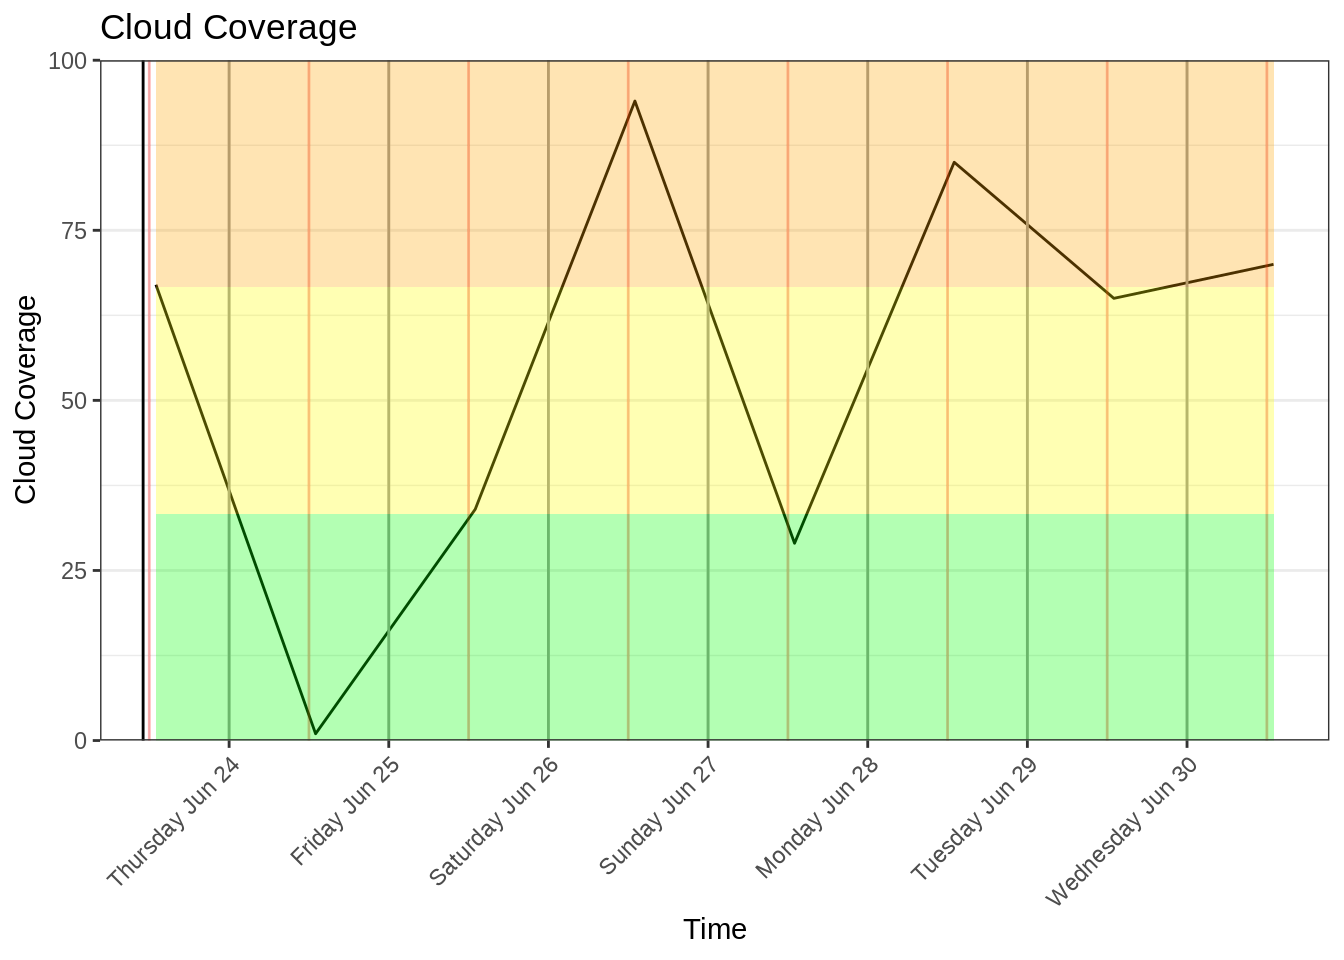 Cloud Coverage
100
75
50
25
0
Cloud Coverage
Thursday Jun 24
Friday Jun 25
Saturday Jun 26
Sunday Jun 27
Monday Jun 28
Tuesday Jun 29
Wednesday Jun 30
Time